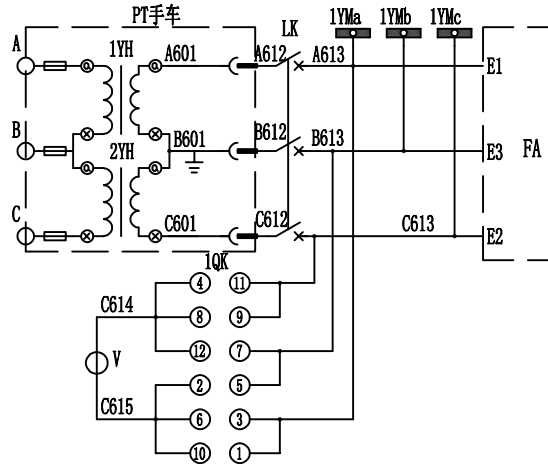 PT手车
1YMa 1YMb 1YMc
LK
A 1YH A601 A612 A613 E1
B 2YH B601 B612 B613 E3 FA
C C601 C612 C613 E2
1QK
4 11
C614 8 9
12 7
V
2 5
C615 6 3
10 1